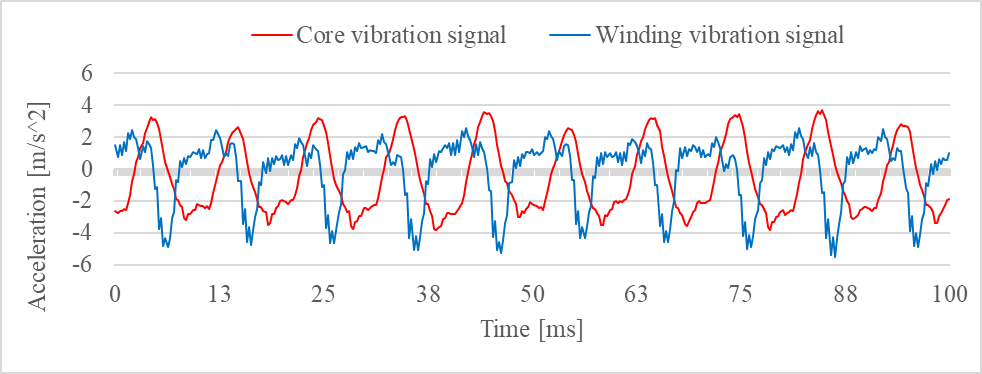 Core vibration signal
Winding vibration signal
Acceleration [m/s^2]
6
4
2
0
-2
-4
-6
0 13 25 38 50 63 75 88 100
Time [ms]